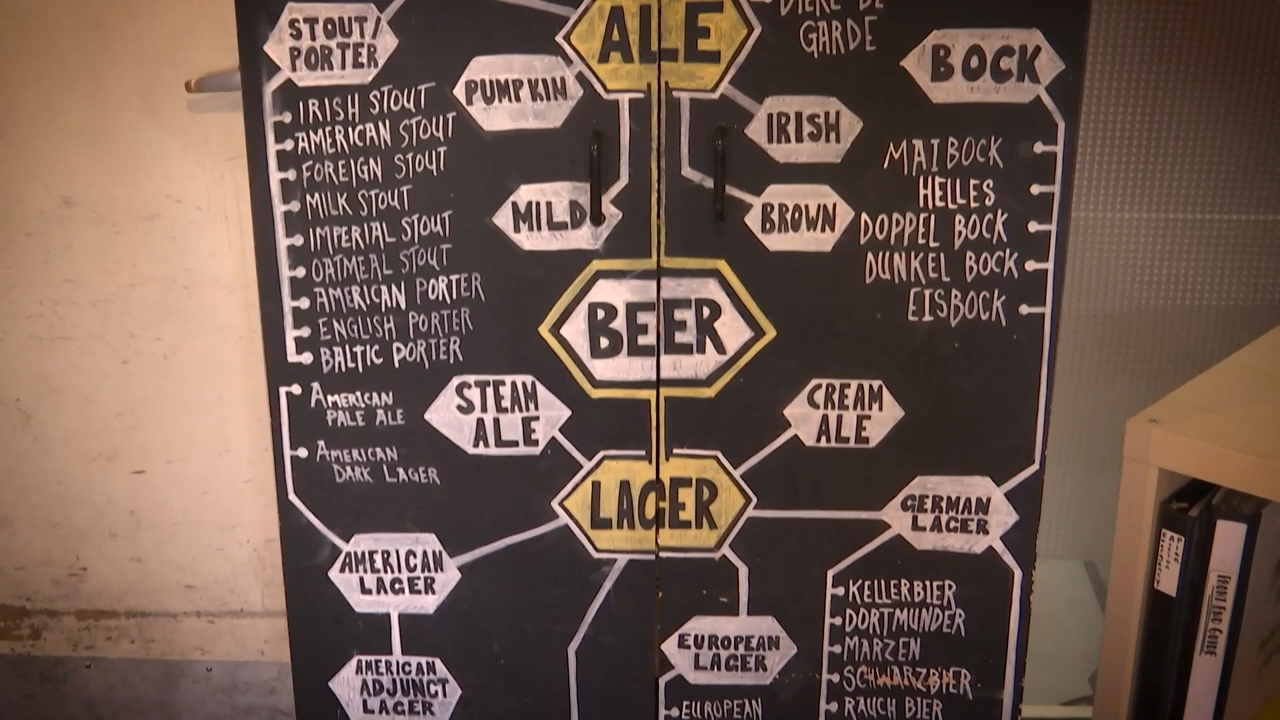 STOUT/
PORTER
IRISH STOUT
AMERICAN STOUT
FOREIGN STOUT
MILK STOUT
IMPERIAL STOUT
OATMEAL STOUT
AMERICAN PORTER
ENGLISH PORTER
BALTIC PORTER
ALE
PUMPKIN
MILD
BIERE DE
GARDE
IRISH
BROWN
BOCK
MAIBOCK
HELLES
DOPPEL BOCK
DUNKEL BOCK
EISBOCK
BEER
STEAM
ALE
CREAM
ALE
LAGER
AMERICAN
PALE ALE
AMERICAN
DARK LAGER
AMERICAN
LAGER
AMERICAN
ADJUNCT
LAGER
EUROPEAN
LAGER
EUROPEAN
GERMAN
LAGER
KELLERBIER
DORTMUNDER
MARZEN
SCHWARZBIER
RAUCH BIER
FRONT END GUIDE